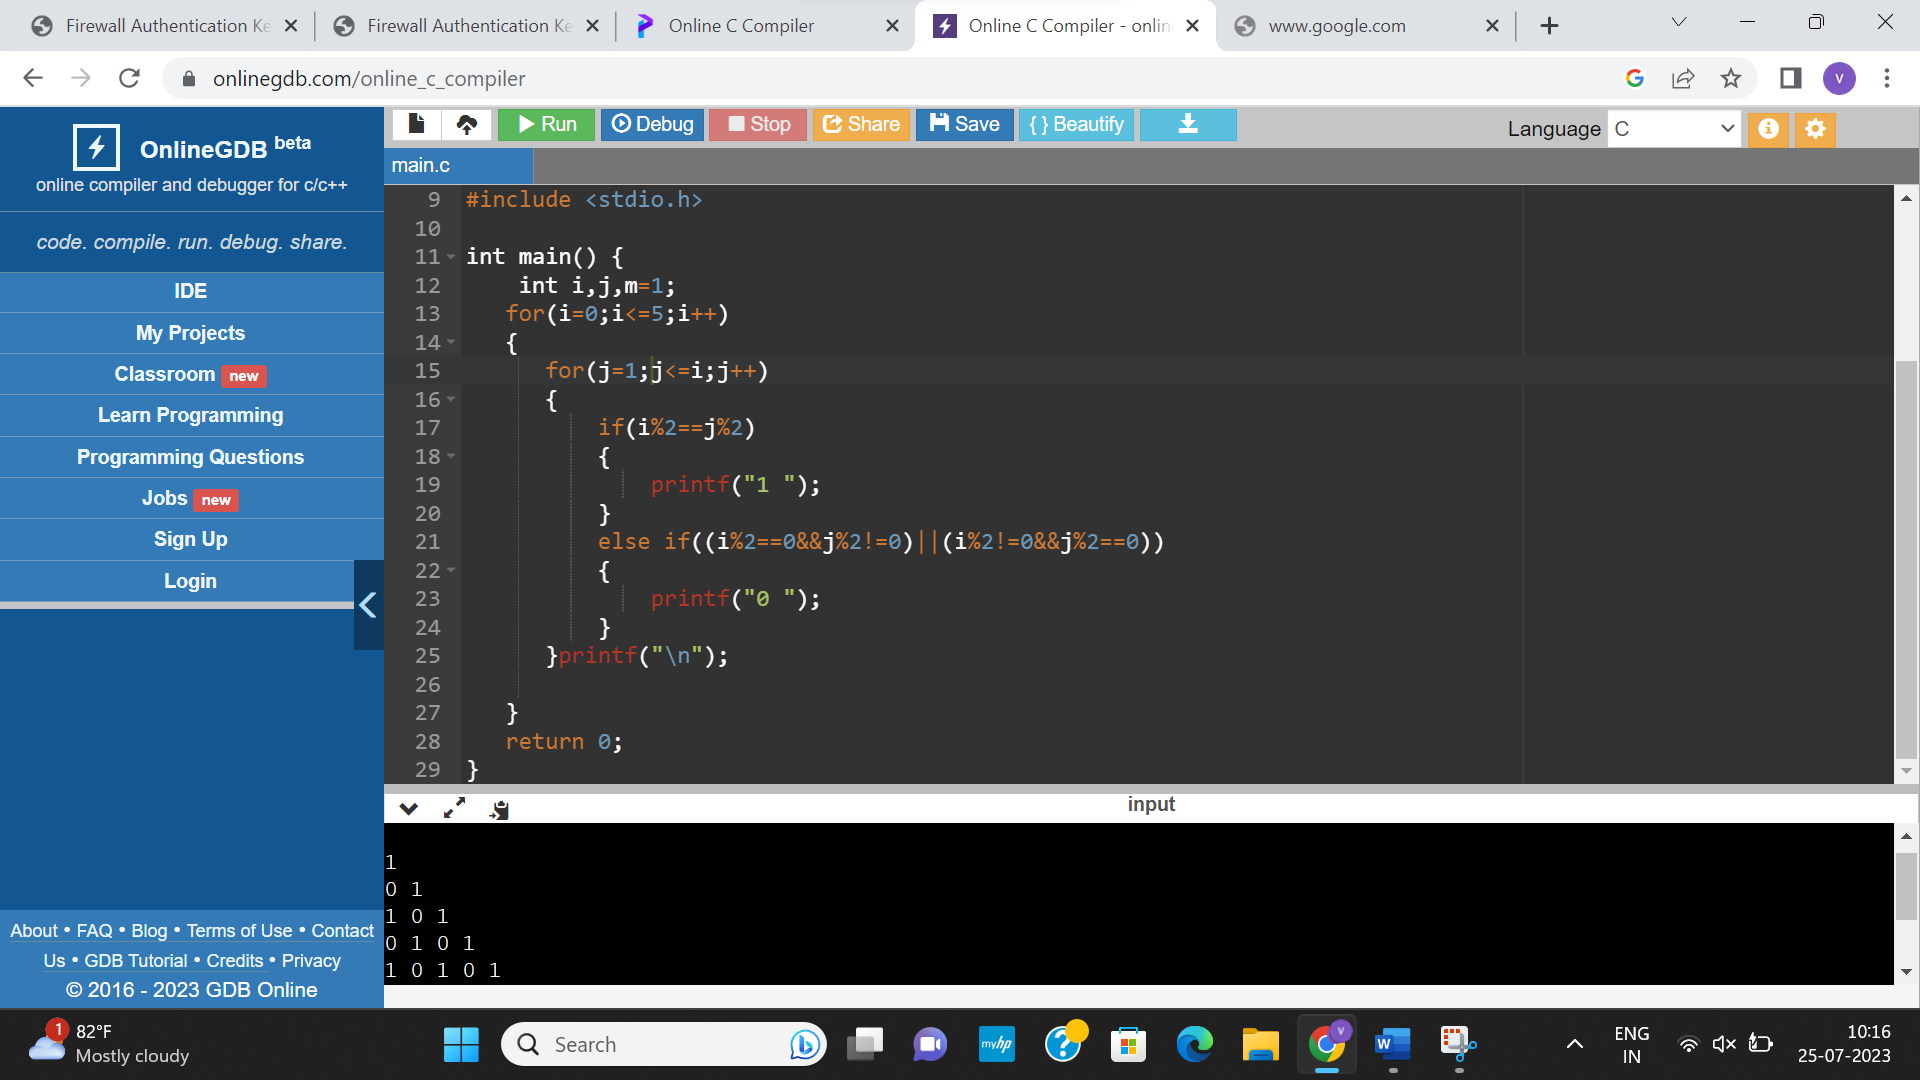 Firewall Authentication Ke
Firewall Authentication Ke
Online C Compiler
Online C Compiler - onlin
www.google.com
onlinegdb.com/online_c_compiler
V
OnlineGDB beta
online compiler and debugger for c/c++
code. compile. run. debug. share.
IDE
My Projects
Classroom new
Learn Programming
Programming Questions
Jobs new
Sign Up
Login
About • FAQ • Blog • Terms of Use • Contact
Us • GDB Tutorial • Credits • Privacy
© 2016 - 2023 GDB Online
Run
Debug
Stop
Share
Save
{ } Beautify
Language C
main.c
9 #include <stdio.h>
10
11 int main() {
12 int i,j,m=1;
13 for(i=0;i<=5;i++)
14 {
15 for(j=1;j<=i;j++)
16 {
17 if(i%2==j%2)
18 {
19 printf("1 ");
20 }
21 else if((i%2==0&&j%2!=0)||(i%2!=0&&j%2==0))
22 {
23 printf("0 ");
24 }
25 }printf("\n");
26
27 }
28 return 0;
29 }
input
1
0 1
1 0 1
0 1 0 1
1 0 1 0 1
1
82°F
Mostly cloudy
Search
myhp
V
W
ENG
IN
10:16
25-07-2023